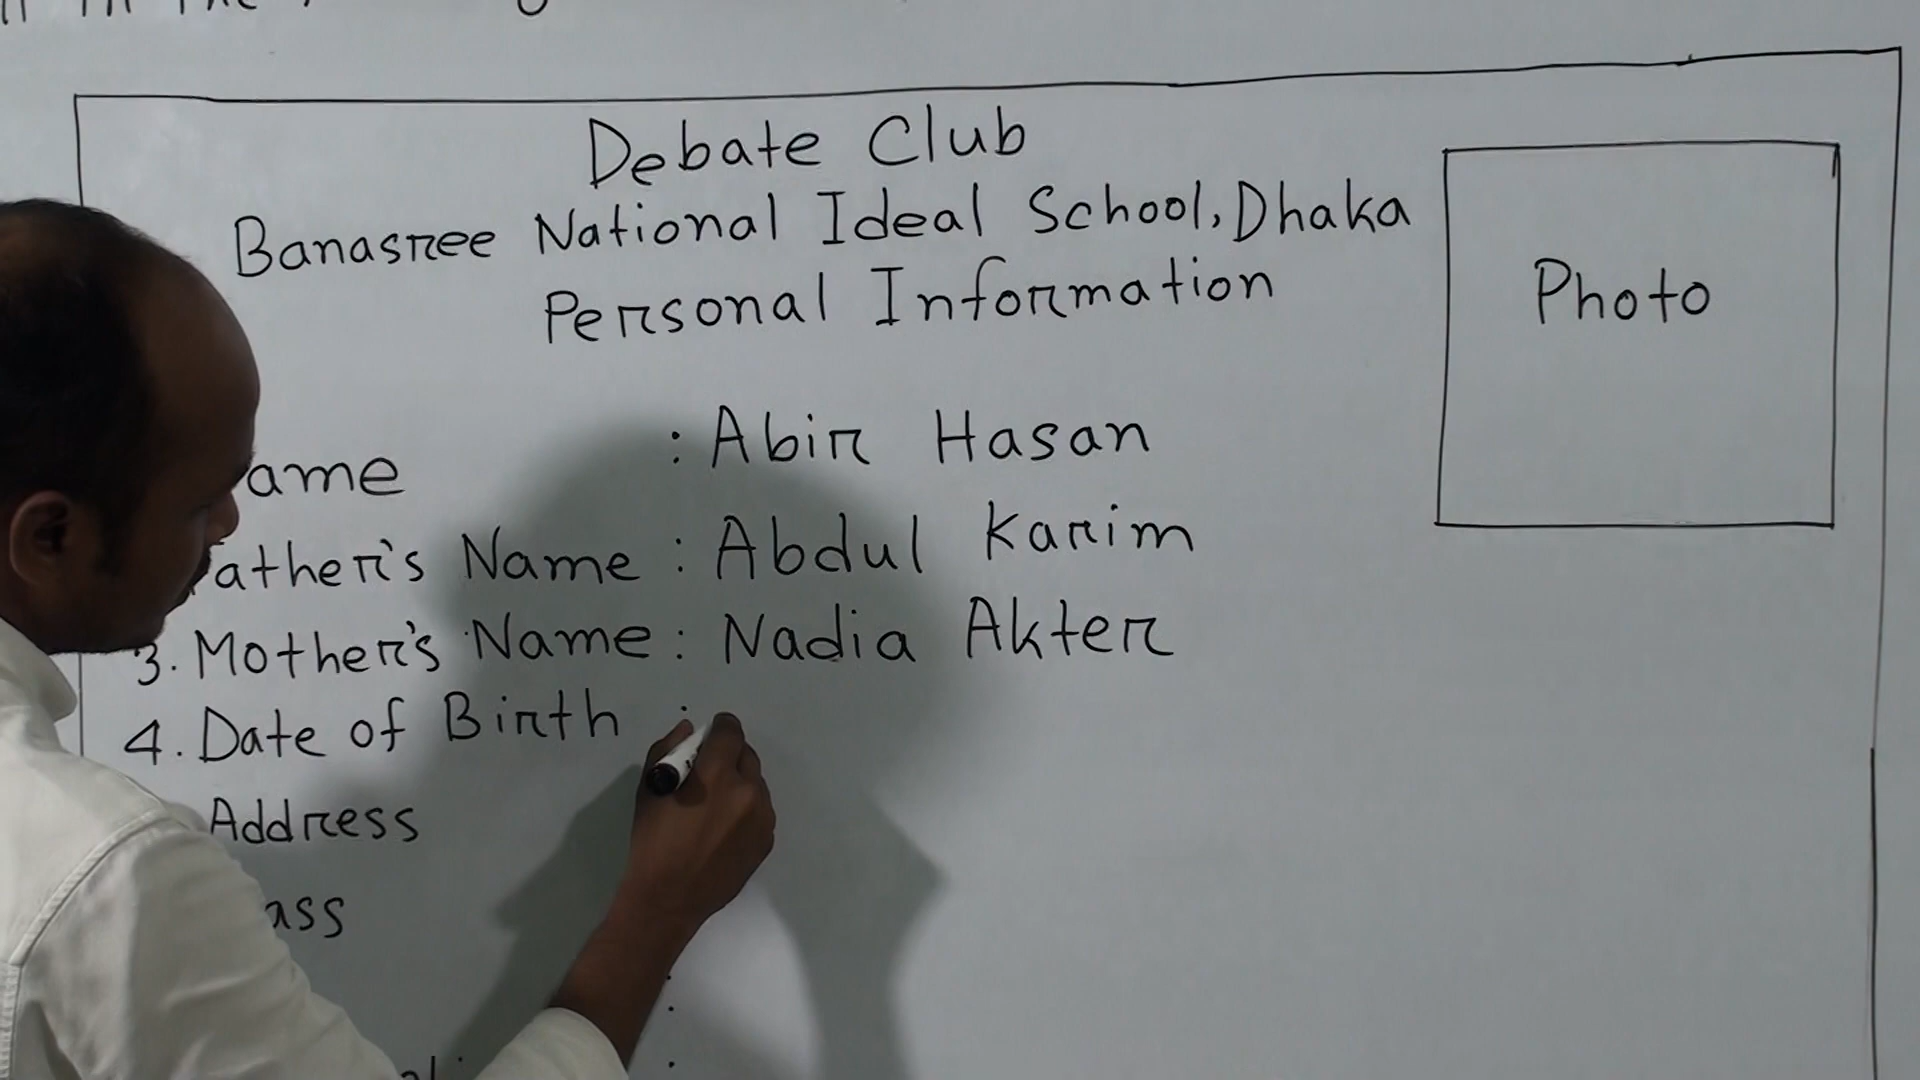 Debate Club
Banasree National Ideal School, Dhaka
Personal Information
Photo
ame : Abir Hasan
ather's Name : Abdul Karim
3. Mother's Name : Nadia Akter
4. Date of Birth :
Address
ass